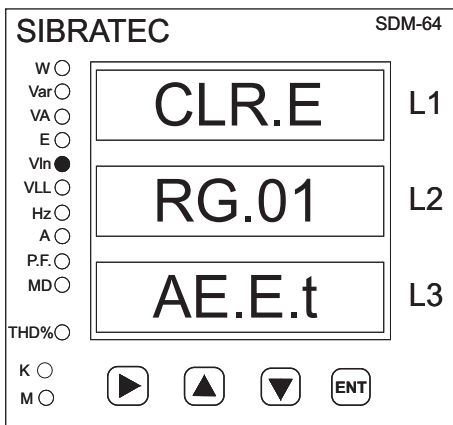 SIBRATEC SDM-64
W
Var
VA
E
Vln
VLL
Hz
A
P.F.
MD
THD%
K
M
CLR.E L1
RG.01 L2
AE.E.t L3
ENT